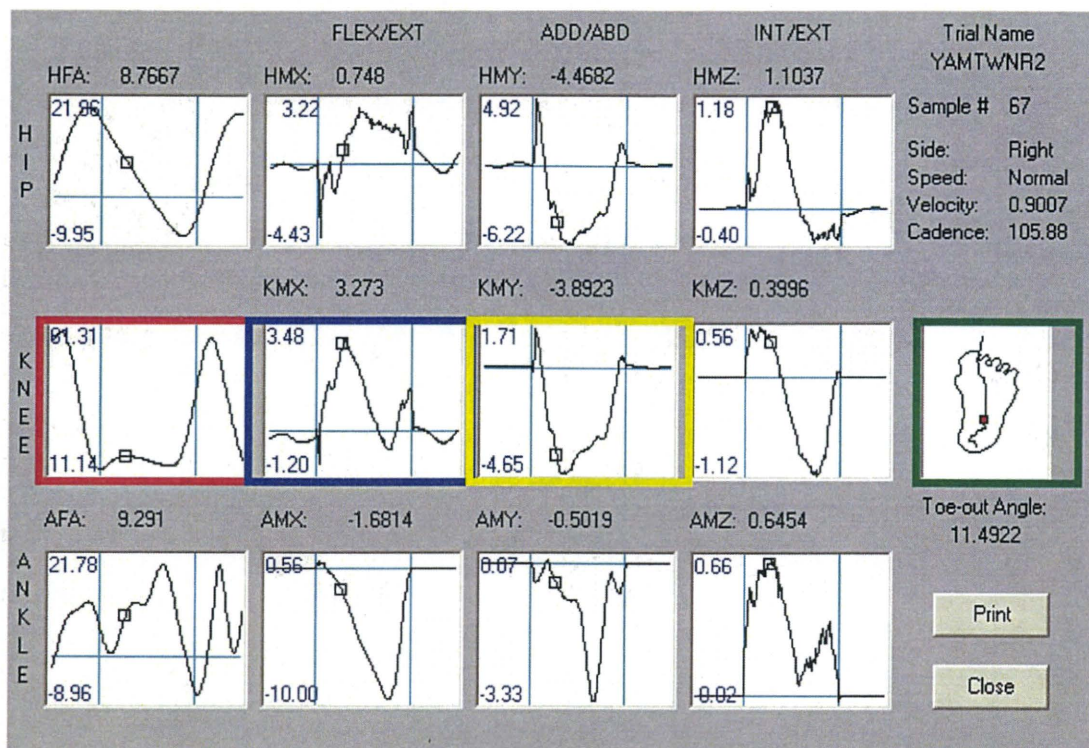 FLEX/EXT ADD/ABD INT/EXT Trial Name
YAMTWNR2
HFA: 8.7667 HMX: 0.748 HMY: -4.4682 HMZ: 1.1037
Sample # 67
Side: Right
Speed: Normal
Velocity: 0.9007
Cadence: 105.88
HIP
21.96 3.22 4.92 1.18
-9.95 -4.43 -6.22 -0.40
KMX: 3.273 KMY: -3.8923 KMZ: 0.3996
KNEE
3.48 1.71 0.56
11.14 -1.20 -4.65 -1.12
Toe-out Angle:
11.4922
AFA: 9.291 AMX: -1.6814 AMY: -0.5019 AMZ: 0.6454
ANKLE
21.78 0.56 0.07 0.66
-8.96 -10.00 -3.33 -0.02
Print
Close